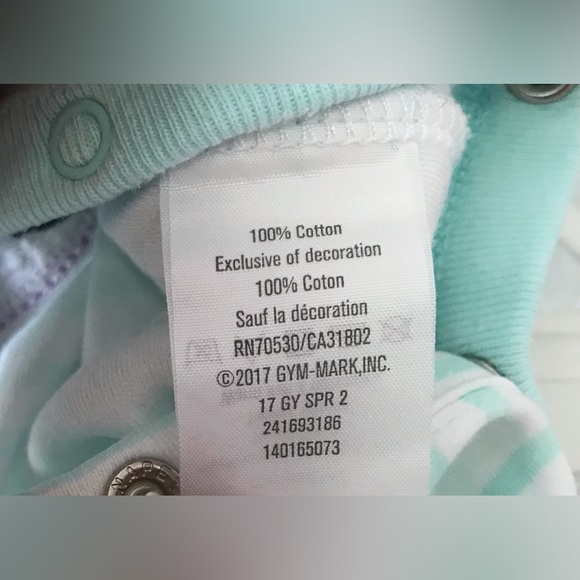 100% Cotton
Exclusive of decoration
100% Coton
Sauf la décoration
RN70530/CA31802
©2017 GYM-MARK,INC.
17 GY SPR 2
241693186
140165073